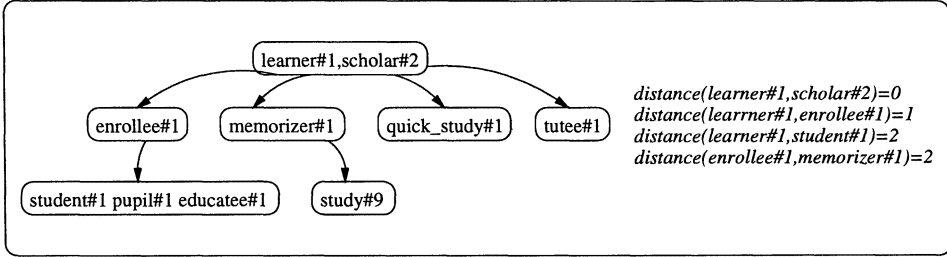 learner#1,scholar#2
enrollee#1
memorizer#1
quick_study#1
tutee#1
student#1 pupil#1 educatee#1
study#9
distance(learner#1,scholar#2)=0
distance(learrner#1,enrollee#1)=1
distance(learner#1,student#1)=2
distance(enrollee#1,memorizer#1)=2